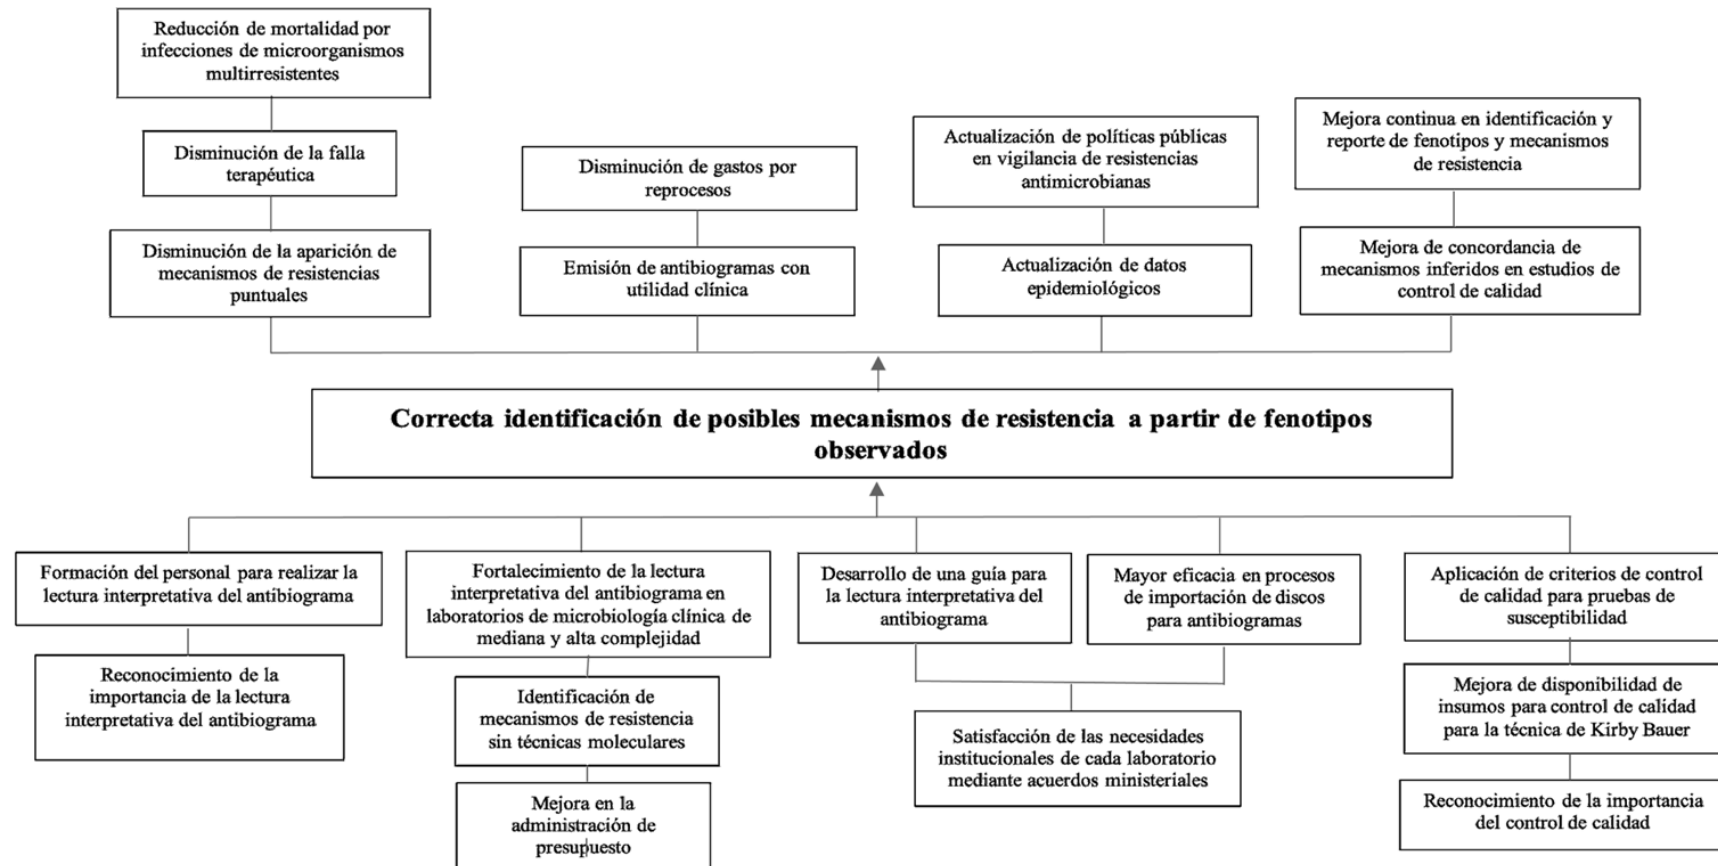 Reducción de mortalidad por
infecciones de microorganismos
multirresistentes
Disminución de la falla
terapéutica
Disminución de la aparición de
mecanismos de resistencias
puntuales
Disminución de gastos por
reprocesos
Emisión de antibiogramas con
utilidad clínica
Actualización de políticas públicas
en vigilancia de resistencias
antimicrobianas
Actualización de datos
epidemiológicos
Mejora continua en identificación y
reporte de fenotipos y mecanismos
de resistencia
Mejora de concordancia de
mecanismos inferidos en estudios de
control de calidad
Correcta identificación de posibles mecanismos de resistencia a partir de fenotipos
observados
Formación del personal para realizar la
lectura interpretativa del antibiograma
Reconocimiento de la
importancia de la lectura
interpretativa del antibiograma
Fortalecimiento de la lectura
interpretativa del antibiograma en
laboratorios de microbiología clínica de
mediana y alta complejidad
Identificación de
mecanismos de resistencia
sin técnicas moleculares
Mejora en la
administración de
presupuesto
Desarrollo de una guía para
la lectura interpretativa del
antibiograma
Mayor eficacia en procesos
de importación de discos
para antibiogramas
Satisfacción de las necesidades
institucionales de cada laboratorio
mediante acuerdos ministeriales
Aplicación de criterios de control
de calidad para pruebas de
susceptibilidad
Mejora de disponibilidad de
insumos para control de calidad
para la técnica de Kirby Bauer
Reconocimiento de la importancia
del control de calidad